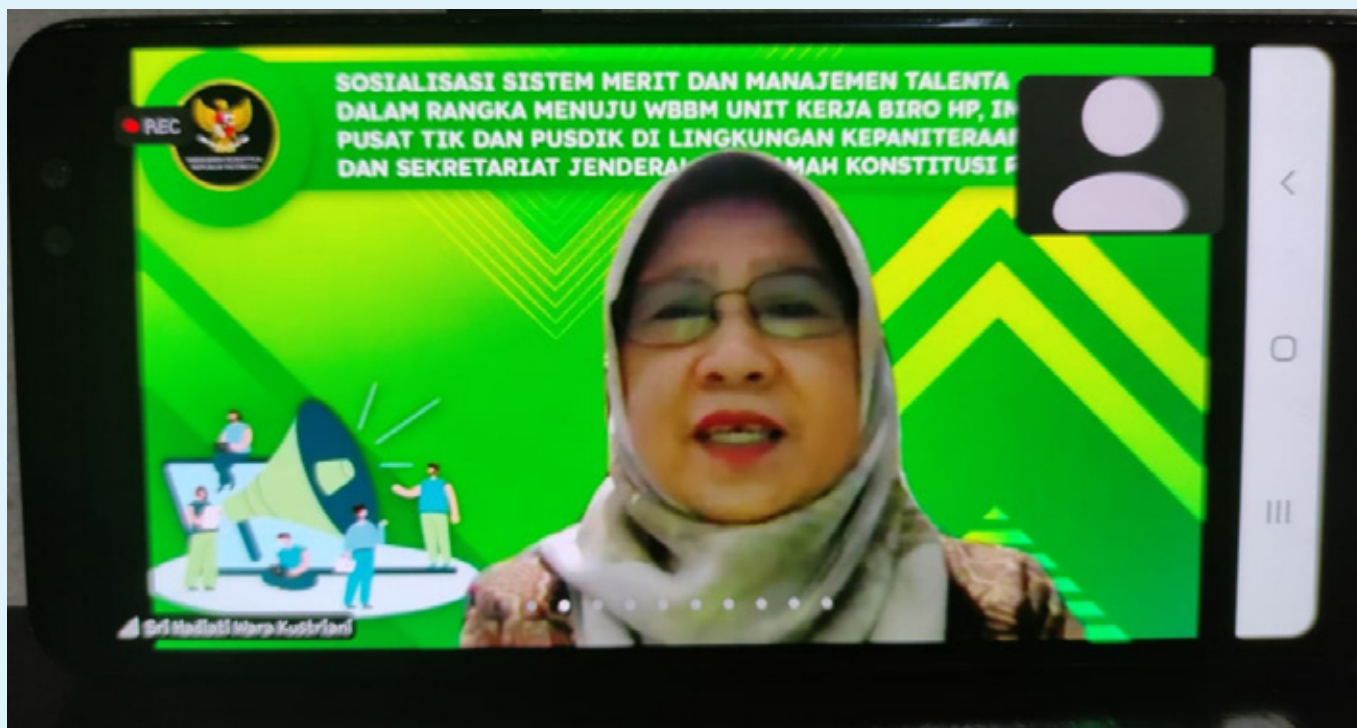 SOSIALISASI SISTEM MERIT DAN MANAJEMEN TALENTA
DALAM RANGKA MENUJU WBBM UNIT KERJA BIRO HP,
PUSAT TIK DAN PUSDIK DI LINGKUNGAN KEPANITERAAN
DAN SEKRETARIAT JENDERAL KONSTITUSI
REC
Sri Hadiati Wara Kustriani